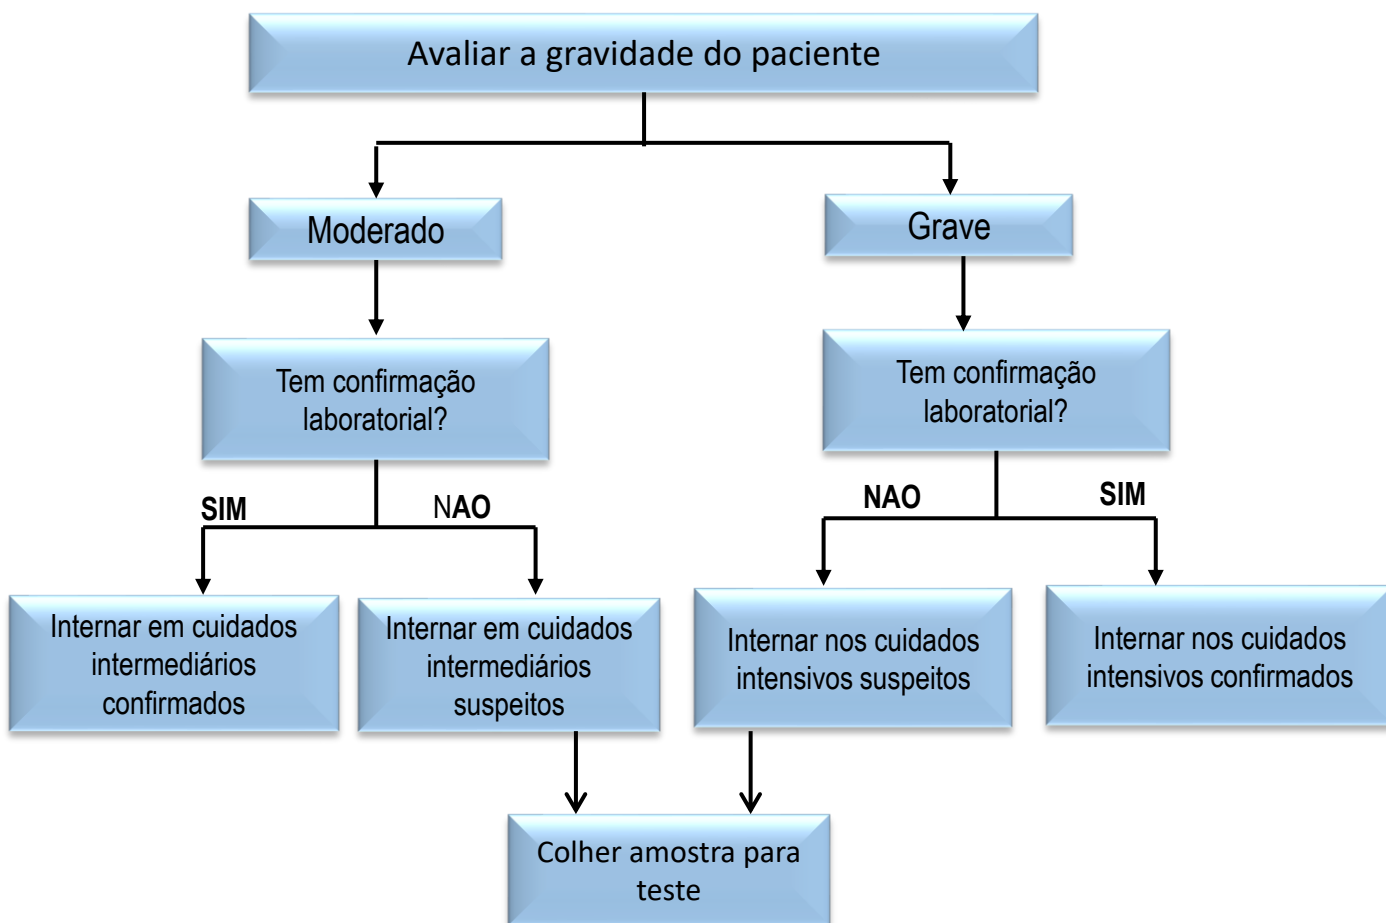 Avaliar a gravidade do paciente
Moderado
Grave
Tem confirmação
laboratorial?
Tem confirmação
laboratorial?
SIM
NAO
NAO
SIM
Internar em cuidados
intermediários
confirmados
Internar em cuidados
intermediários
suspeitos
Internar nos cuidados
intensivos suspeitos
Internar nos cuidados
intensivos confirmados
Colher amostra para
teste